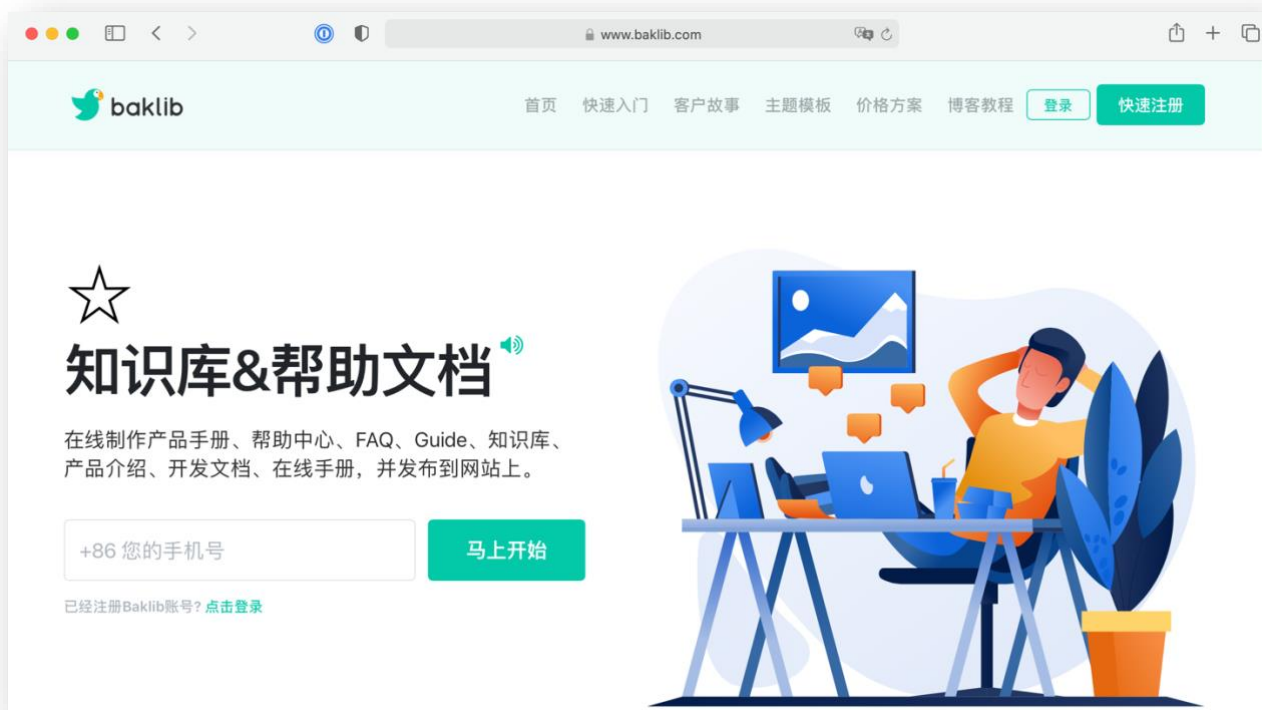 www.baklib.com
baklib
首页 快速入门 客户故事 主题模板 价格方案 博客教程 登录 快速注册
知识库&帮助文档
在线制作产品手册、帮助中心、FAQ、Guide、知识库、
产品介绍、开发文档、在线手册，并发布到网站上。
+86 您的手机号
马上开始
已经注册Baklib账号? 点击登录